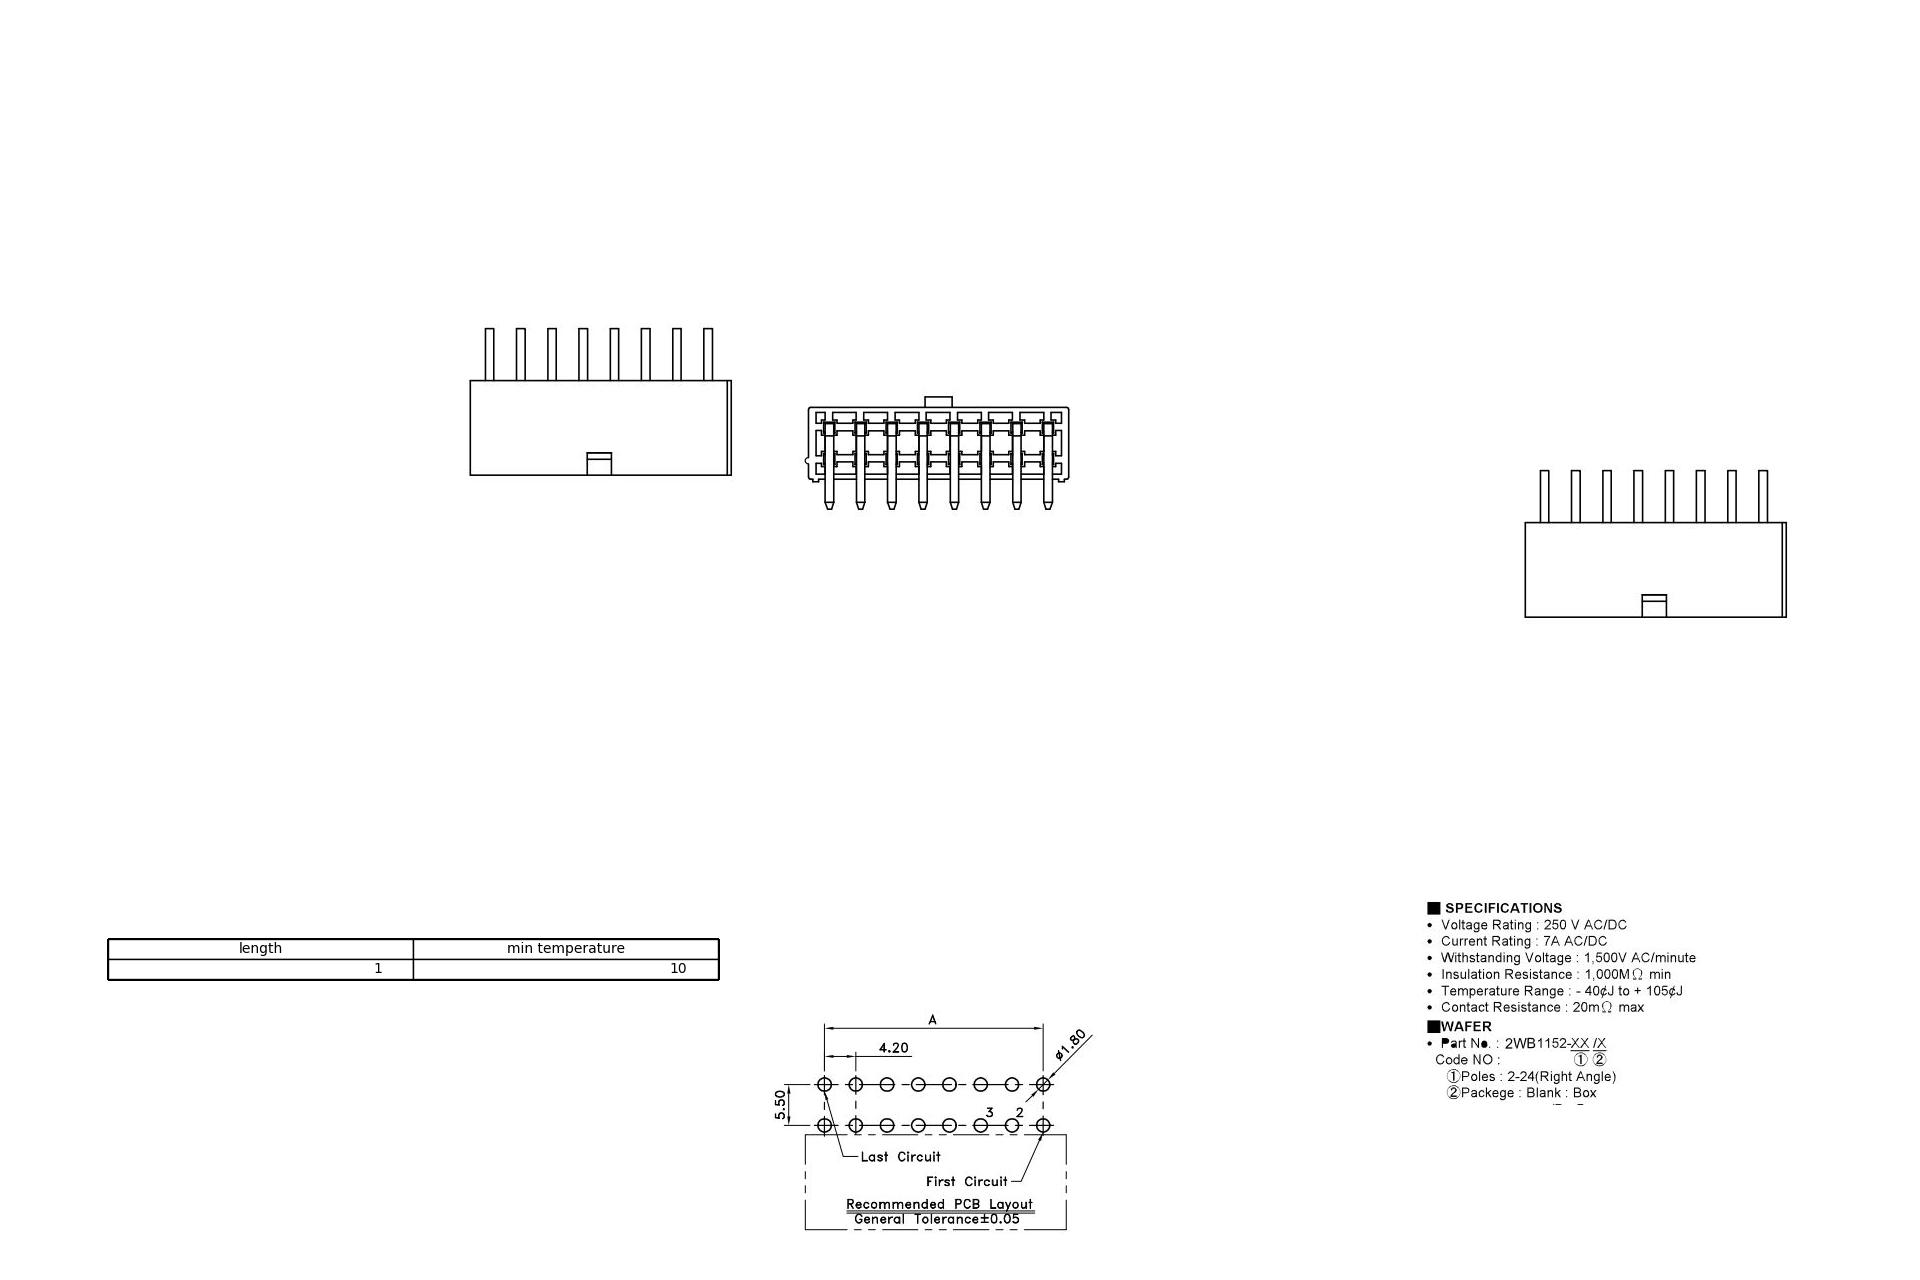 length min temperature
1 10
■ SPECIFICATIONS
• Voltage Rating : 250 V AC/DC
• Current Rating : 7A AC/DC
• Withstanding Voltage : 1,500V AC/minute
• Insulation Resistance : 1,000MΩ min
• Temperature Range : - 40¢J to + 105¢J
• Contact Resistance : 20mΩ max
■WAFER
• Part No. : 2WB1152-XX /X
Code NO : ① ②
①Poles : 2-24(Right Angle)
②Packege : Blank : Box
A
4.20
ø1.80
5.50
3 2
Last Circuit
First Circuit
Recommended PCB Layout
General Tolerance±0.05